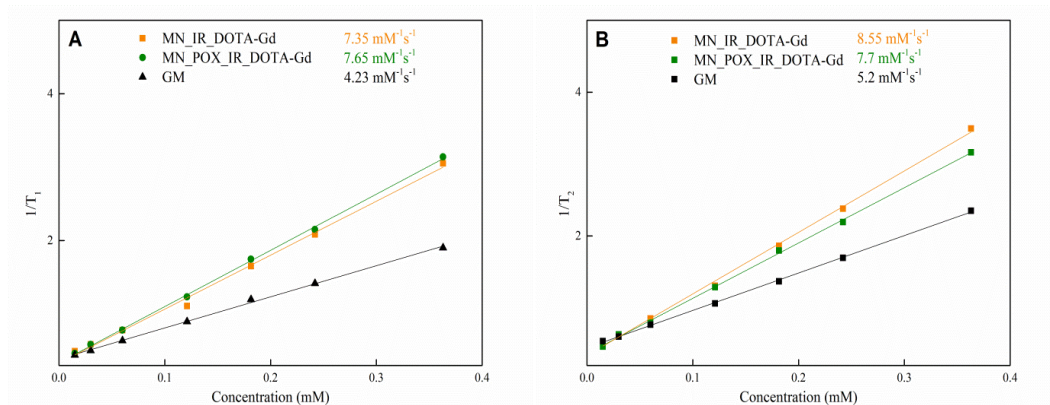 A
MN_IR_DOTA-Gd 7.35 mM⁻¹s⁻¹
MN_POX_IR_DOTA-Gd 7.65 mM⁻¹s⁻¹
GM 4.23 mM⁻¹s⁻¹
4
2
1/T₁
0.0 0.1 0.2 0.3 0.4
Concentration (mM)
B
MN_IR_DOTA-Gd 8.55 mM⁻¹s⁻¹
MN_POX_IR_DOTA-Gd 7.7 mM⁻¹s⁻¹
GM 5.2 mM⁻¹s⁻¹
4
2
1/T₂
0.0 0.1 0.2 0.3 0.4
Concentration (mM)